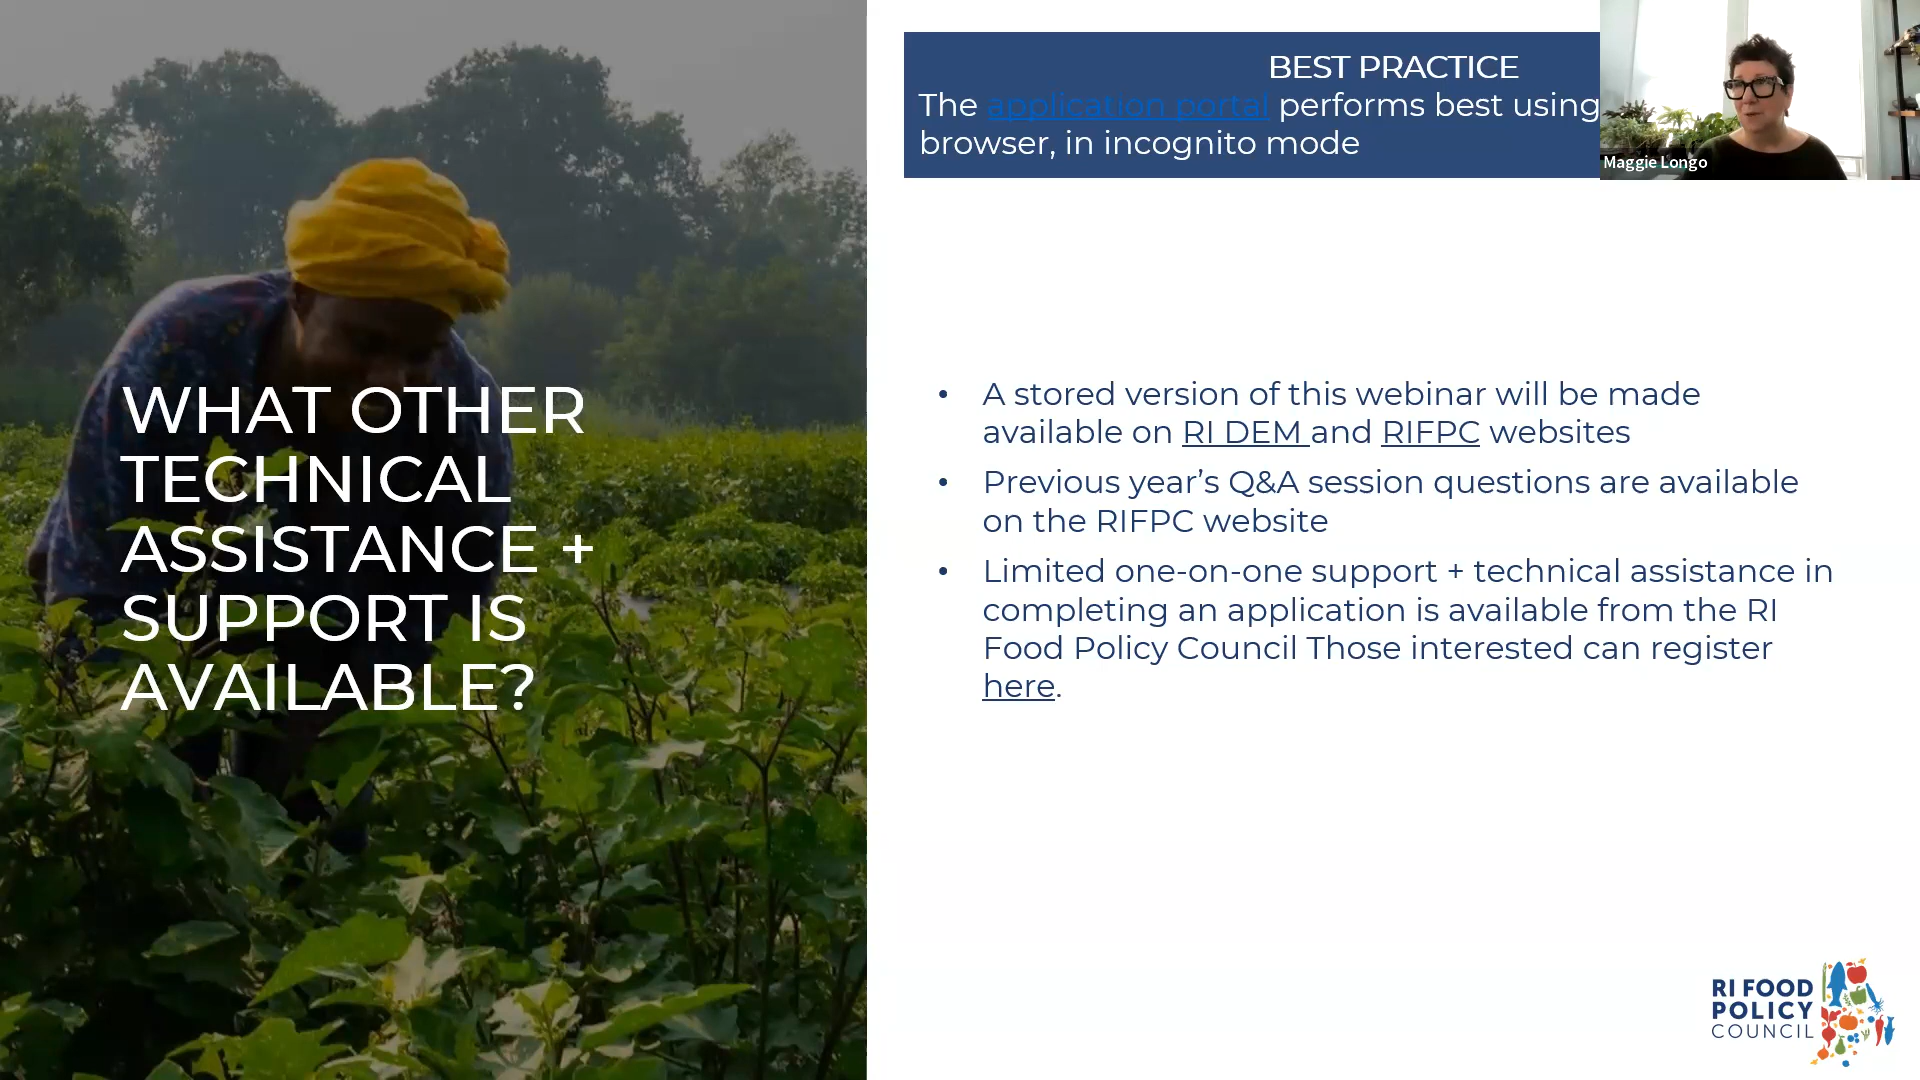 WHAT OTHER
TECHNICAL
ASSISTANCE +
SUPPORT IS
AVAILABLE?
BEST PRACTICE
The application portal performs best using
browser, in incognito mode
Maggie Longo
• A stored version of this webinar will be made
available on RI DEM and RIFPC websites
• Previous year’s Q&A session questions are available
on the RIFPC website
• Limited one-on-one support + technical assistance in
completing an application is available from the RI
Food Policy Council Those interested can register
here.
RI FOOD
POLICY
COUNCIL